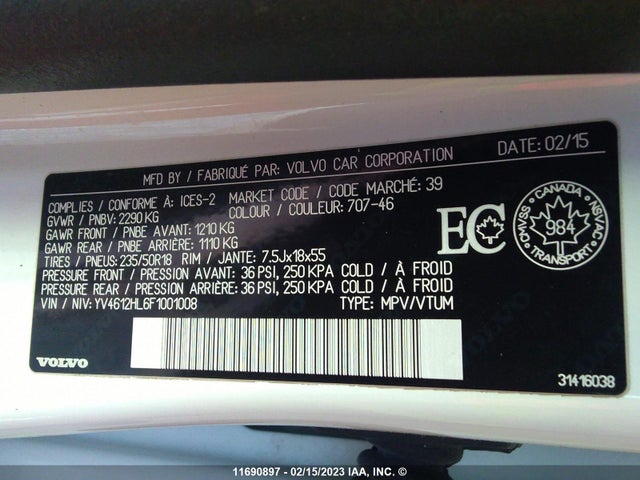 MFD BY / FABRIQUÉ PAR: VOLVO CAR CORPORATION DATE: 02/15
COMPLIES / CONFORME À: ICES-2 MARKET CODE / CODE MARCHÉ: 39
GVWR / PNBV: 2290 KG COLOUR / COULEUR: 707-46
GAWR FRONT / PNBE AVANT: 1210 KG
GAWR REAR / PNBE ARRIÈRE: 1110 KG
TIRES / PNEUS: 235/50R18 RIM / JANTE: 7.5Jx18x55
PRESSURE FRONT / PRESSION AVANT: 36 PSI, 250 KPA COLD / À FROID
PRESSURE REAR / PRESSION ARRIÈRE: 36 PSI, 250 KPA COLD / À FROID
VIN / NIV: YV4612HL6F1001008 TYPE: MPV/VTUM
EC
CANADA
CMVSS NSVAC
984
TRANSPORT
VOLVO
31416038
11690897 - 02/15/2023 IAA, INC. ©